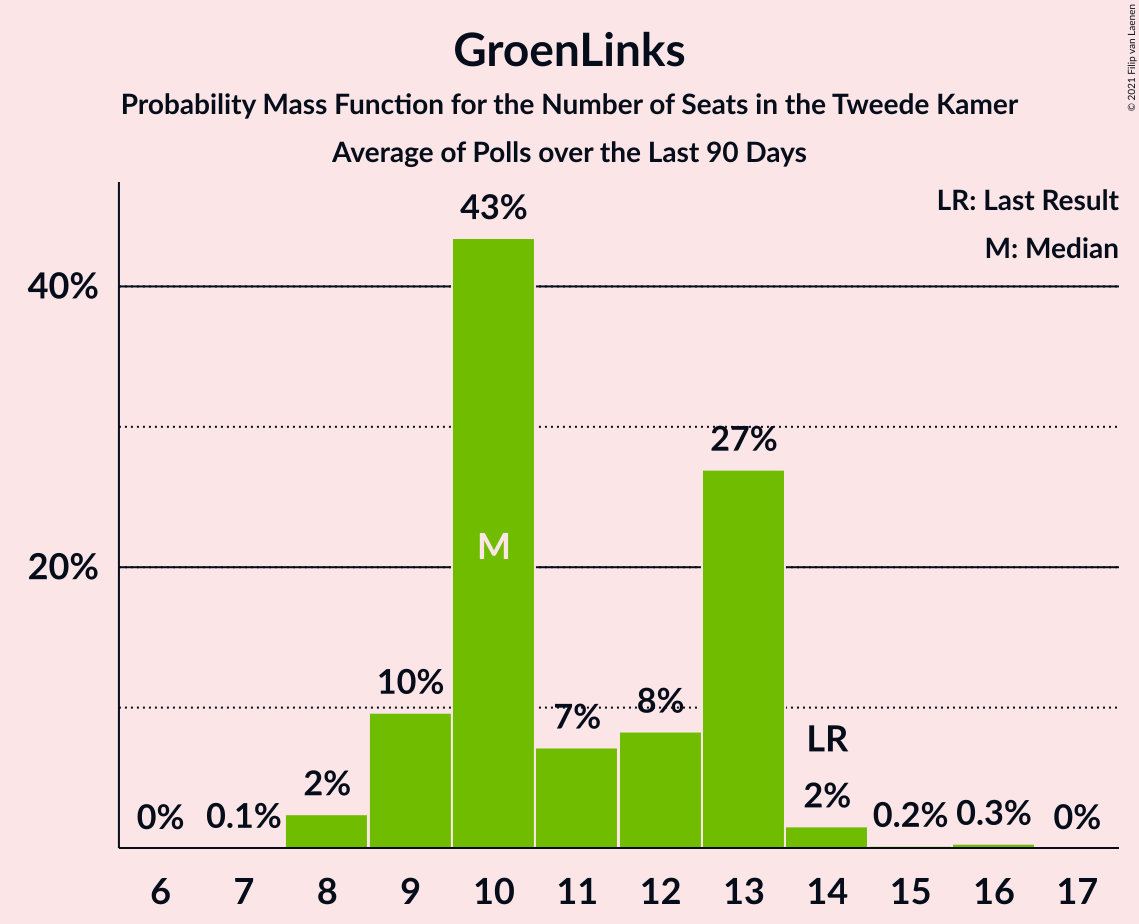 GroenLinks
Probability Mass Function for the Number of Seats in the Tweede Kamer
Average of Polls over the Last 90 Days
© 2021 Filip van Laenen
LR: Last Result
M: Median
43%
40%
27%
M
20%
10%
8%
7%
LR
2%
2%
0% 0.1% 0.2% 0.3% 0%
6 7 8 9 10 11 12 13 14 15 16 17